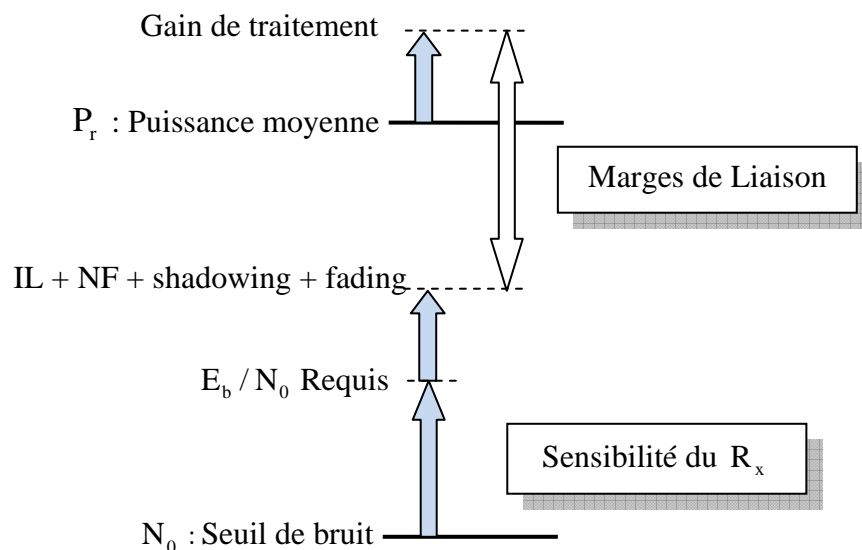 Gain de traitement
P_r : Puissance moyenne
Marges de Liaison
IL + NF + shadowing + fading
E_b / N_0 Requis
Sensibilité du R_x
N_0 : Seuil de bruit